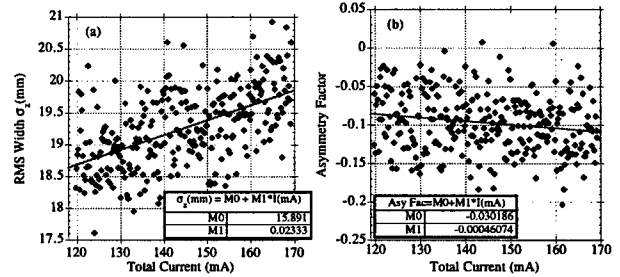 (a)
RMS Width σz(mm)
21
20.5
20
19.5
19
18.5
18
17.5
σz(mm) = M0 + M1*I(mA)
M0 15.891
M1 0.02333
120 130 140 150 160 170
Total Current (mA)
(b)
Asymmetry Factor
0.05
0
-0.05
-0.1
-0.15
-0.2
-0.25
Asy Fac=M0+M1*I(mA)
M0 -0.030186
M1 -0.00046074
120 130 140 150 160 170
Total Current (mA)